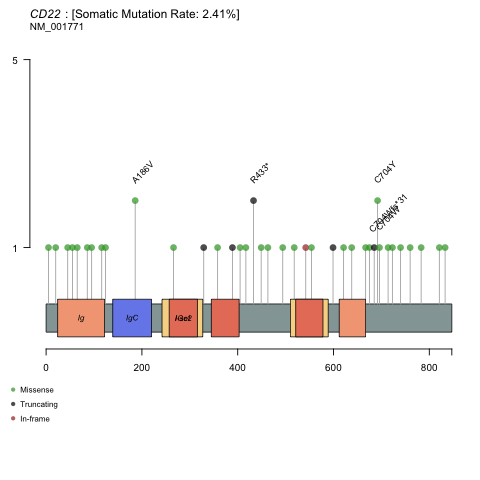 CD22 : [Somatic Mutation Rate: 2.41%]
NM_001771
5
A186V
R433*
C704Y
1
Ig
IgC
0
200
400
600
800
Missense
Truncating
In-frame